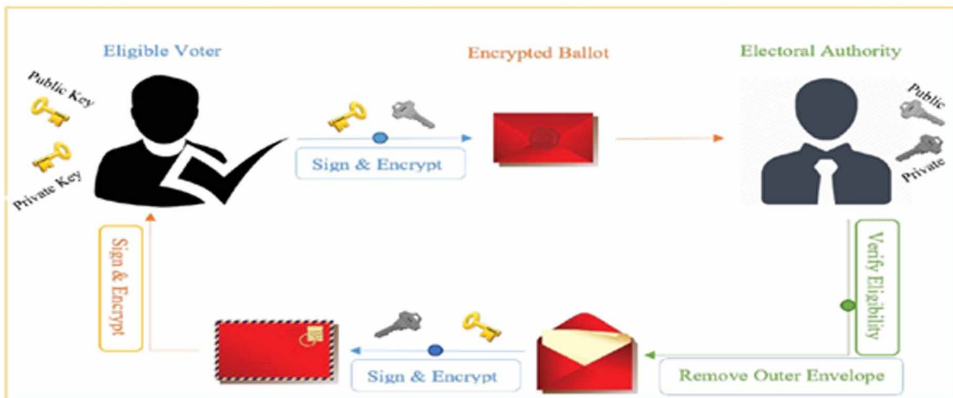 Eligible Voter
Encrypted Ballot
Electoral Authority
Public Key
Private Key
Sign & Encrypt
Public
Private
Sign & Encrypt
Verify Eligibility
Sign & Encrypt
Remove Outer Envelope